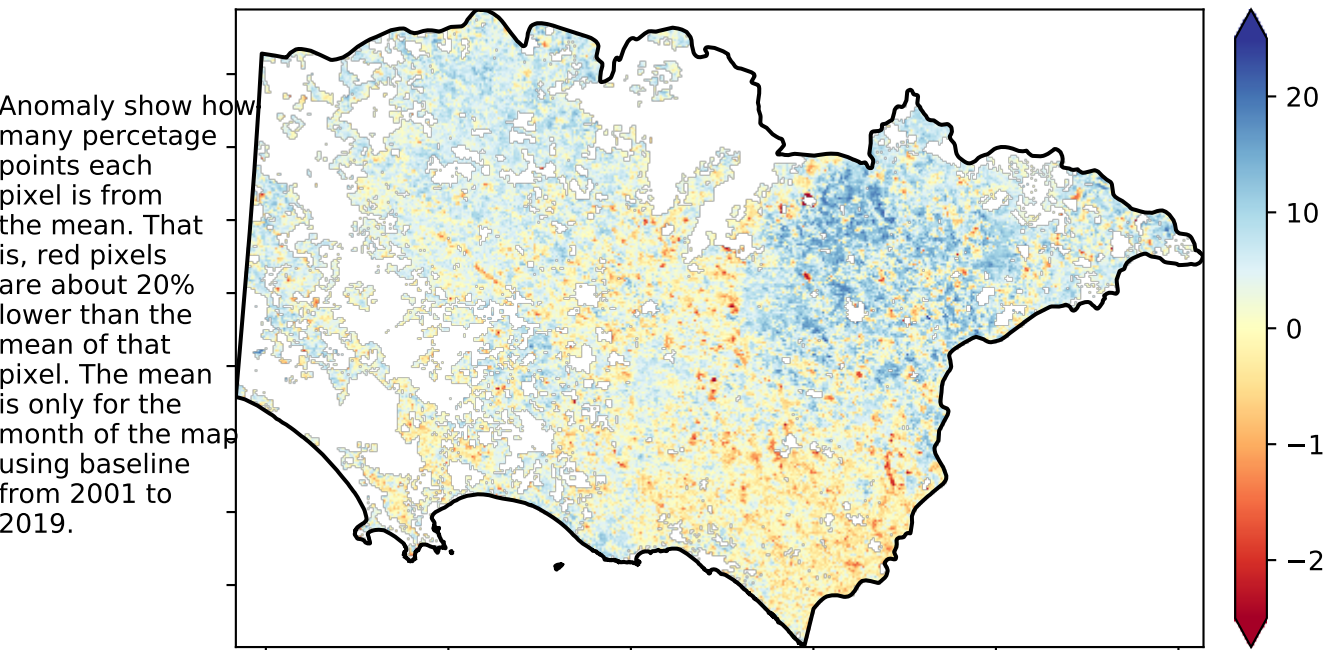 Anomaly show how
many percetage
points each
pixel is from
the mean. That
is, red pixels
are about 20%
lower than the
mean of that
pixel. The mean
is only for the
month of the map
using baseline
from 2001 to
2019.
20
10
0
−1
−2